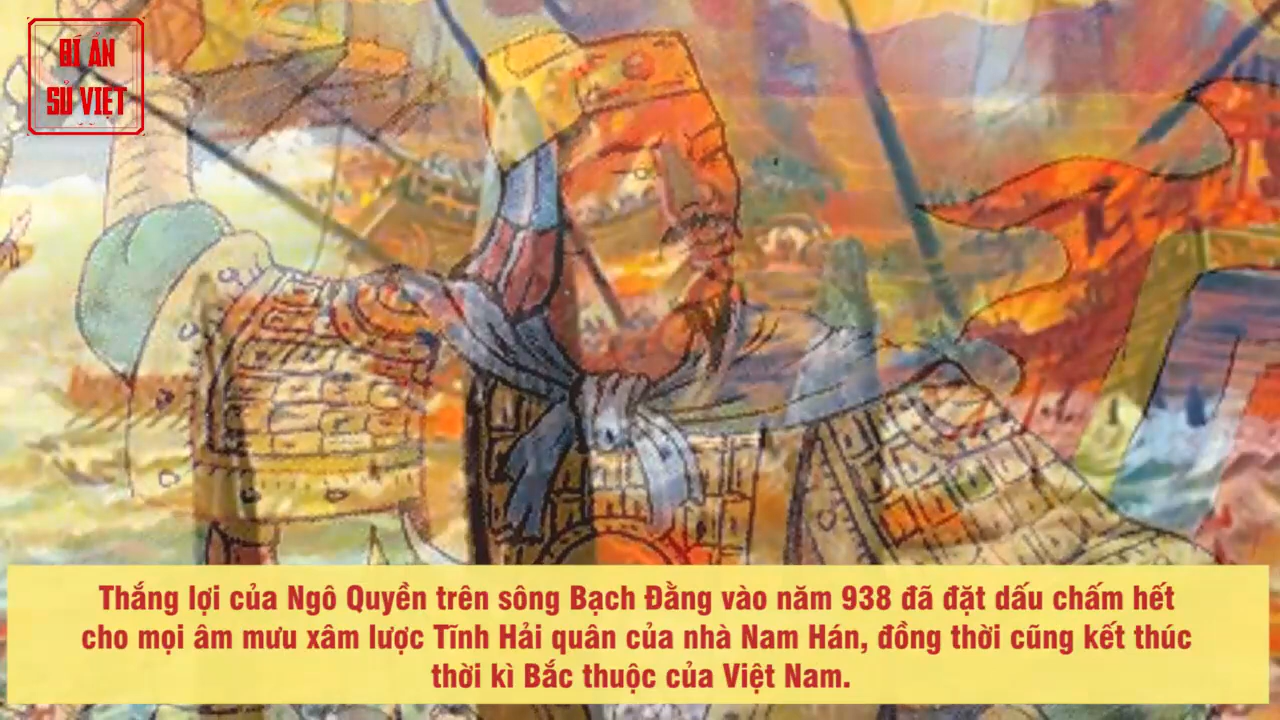 BÍ ẨN
SỬ VIỆT
Thắng lợi của Ngô Quyền trên sông Bạch Đằng vào năm 938 đã đặt dấu chấm hết
cho mọi âm mưu xâm lược Tĩnh Hải quân của nhà Nam Hán, đồng thời cũng kết thúc
thời kì Bắc thuộc của Việt Nam.